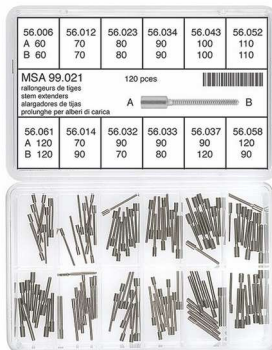 56.006 56.012 56.023 56.034 56.043 56.052
A 60 70 80 90 100 110
B 60 70 80 90 100 110
MSA 99.021 120 pces
rallongeurs de tiges
stem extenders
alargadores de tijas
prolunghe per alberi di carica
A B
56.061 56.014 56.032 56.033 56.037 56.058
A 120 70 90 80 90 120
B 120 90 70 80 120 90